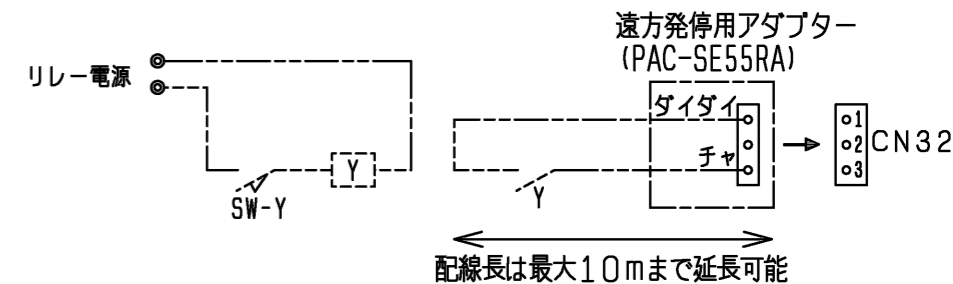 遠方発停用アダプター
(PAC-SE55RA)
リレー電源
ダイダイ
チャ
1
2
3
CN32
Y
SW-Y
Y
配線長は最大10mまで延長可能